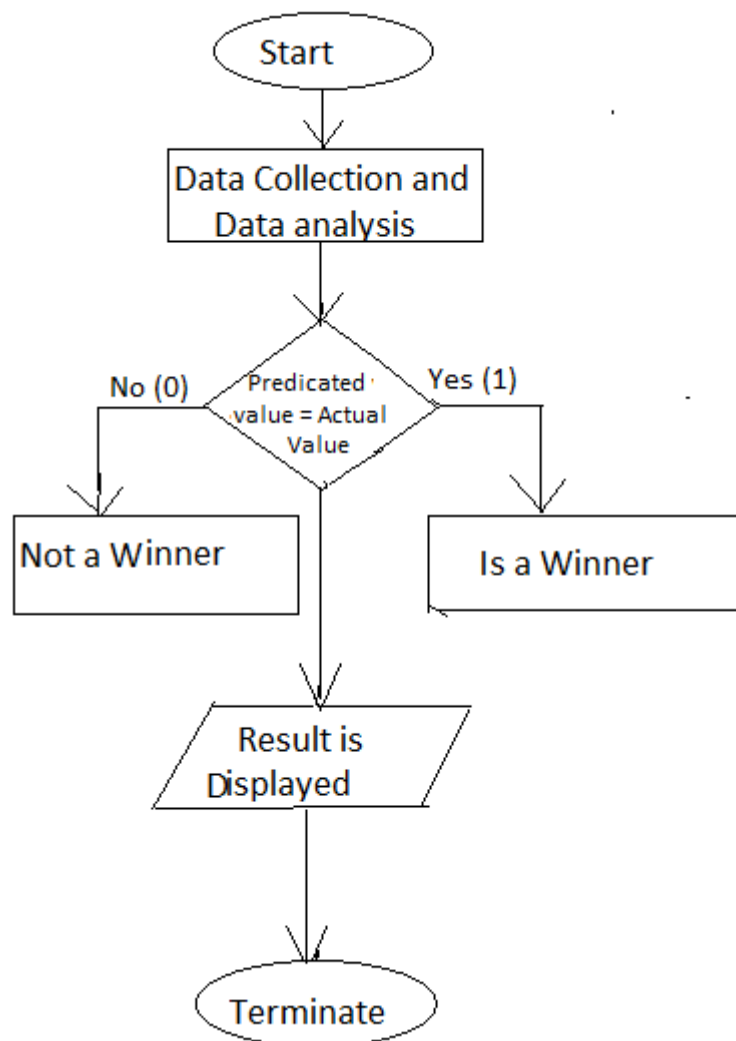 Start
Data Collection and
Data analysis
No (0)
Predicated
value = Actual
Value
Yes (1)
Not a Winner
Is a Winner
Result is
Displayed
Terminate